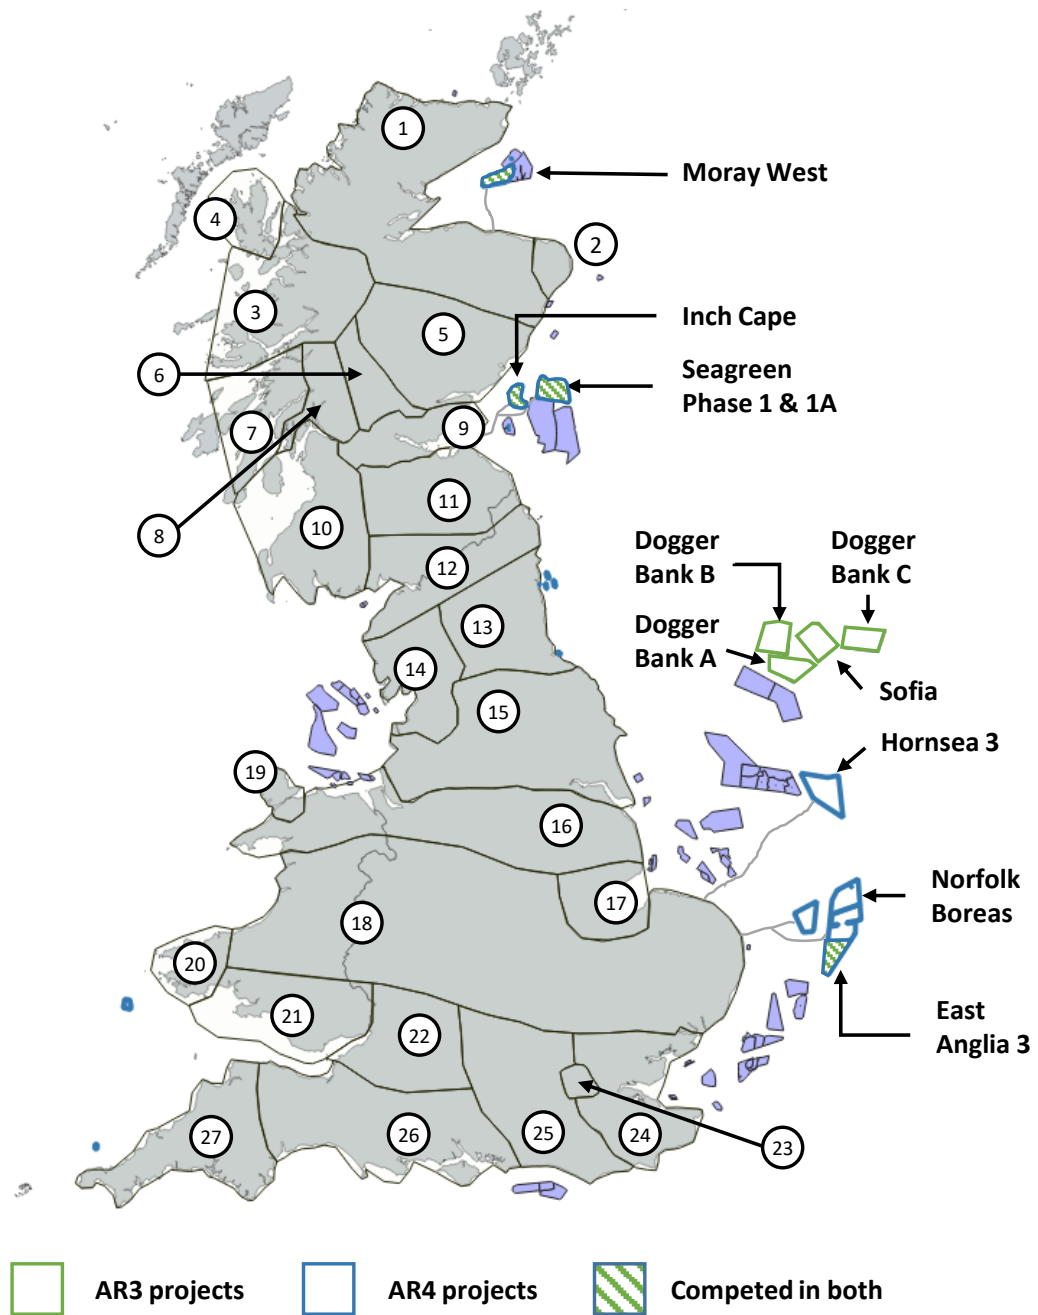 1
Moray West
4
2
3
Inch Cape
5
6
Seagreen
Phase 1 & 1A
7
9
11
10
8
Dogger
Bank B
Dogger
Bank C
12
13
Dogger
Bank A
14
Sofia
15
Hornsea 3
19
16
Norfolk
Boreas
17
18
20
East
Anglia 3
21
22
27
26
25
24
23
AR3 projects
AR4 projects
Competed in both